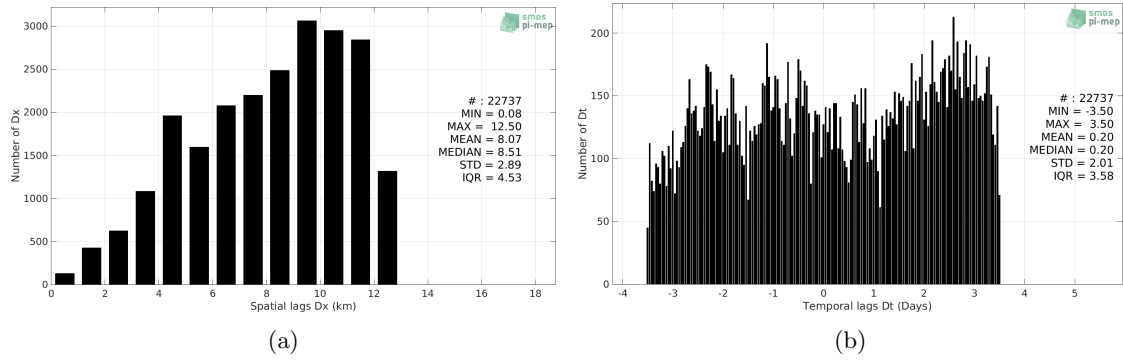 smos
pi-mep
3000
2500
2000
1500
1000
500
0
Number of Dx
# : 22737
MIN = 0.08
MAX = 12.50
MEAN = 8.07
MEDIAN = 8.51
STD = 2.89
IQR = 4.53
0 2 4 6 8 10 12 14 16 18
Spatial lags Dx (km)
(a)
smos
pi-mep
200
150
100
50
0
Number of Dt
# : 22737
MIN = -3.50
MAX = 3.50
MEAN = 0.20
MEDIAN = 0.20
STD = 2.01
IQR = 3.58
-4 -3 -2 -1 0 1 2 3 4 5
Temporal lags Dt (Days)
(b)